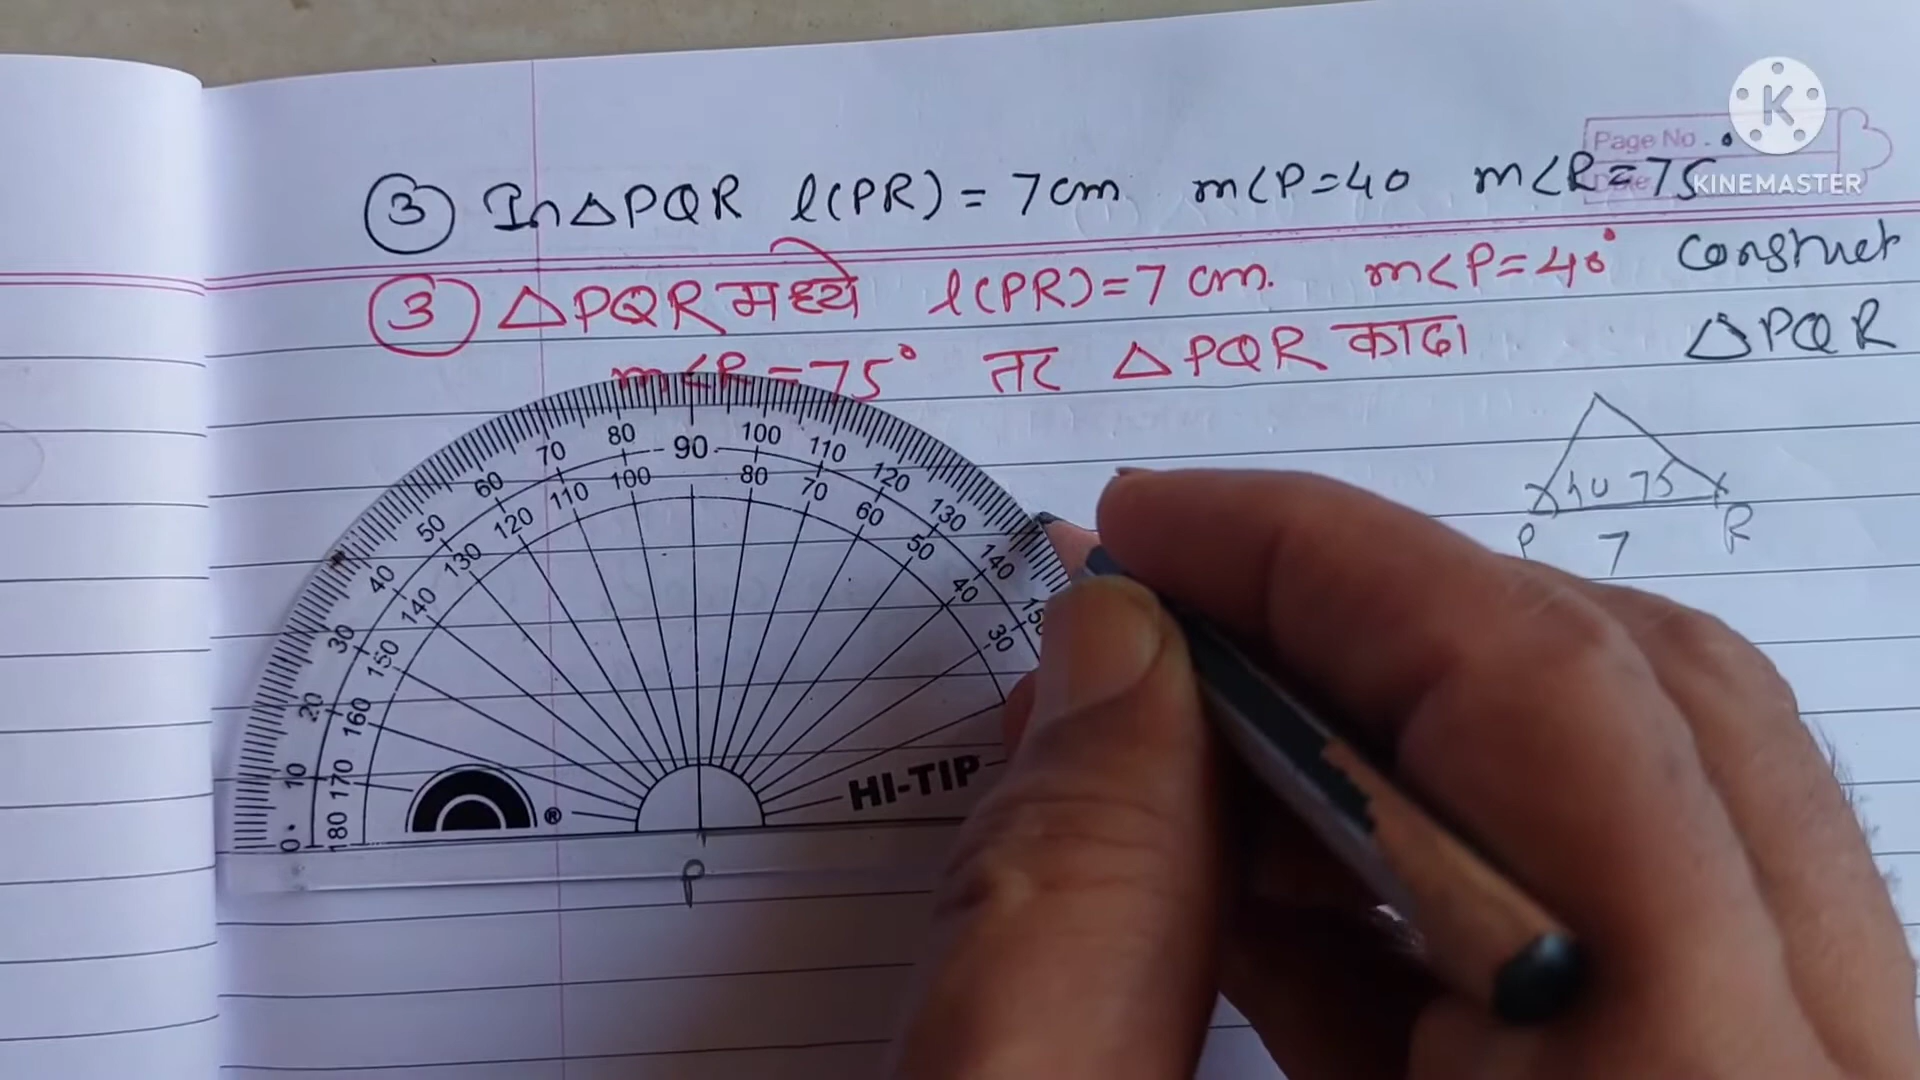 Page No.
KINEMASTER
③ In △PQR l(PR) = 7cm m<P=40 m<R=75
③ △PQR मध्ये l(PR)=7 cm. m<P=40° Construct
m<R=75° तर △PQR काढा △PQR
40 75
P 7 R
80 90 100 110 120 130 140 150
70 60 50 40 30 20 10 0
100 110 120 130 140 150 160 170 180
80 70 60 50 40 30
HI-TIP
®
P